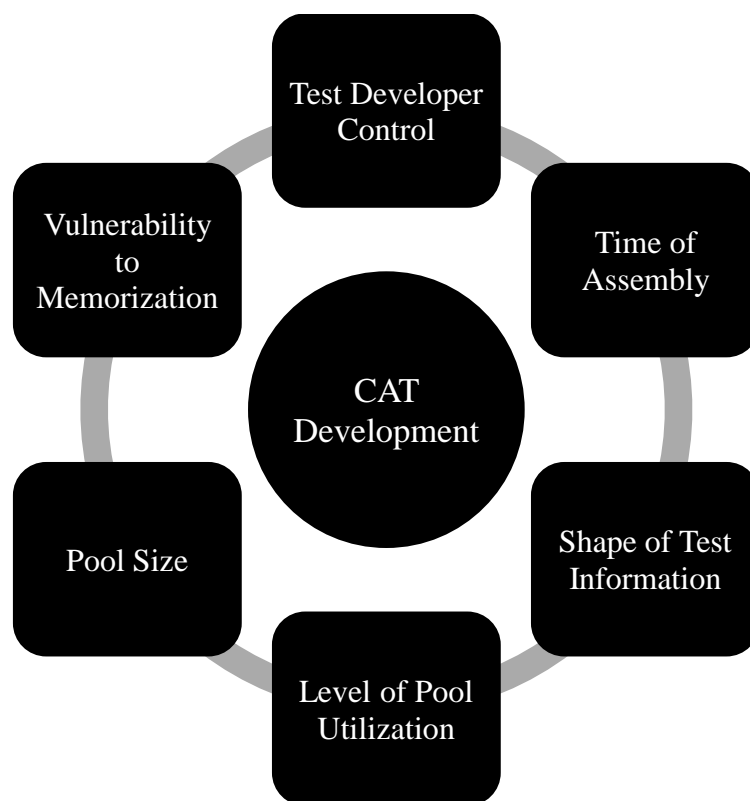 Test Developer
Control
Time of
Assembly
Shape of Test
Information
Level of Pool
Utilization
Pool Size
Vulnerability
to
Memorization
CAT
Development